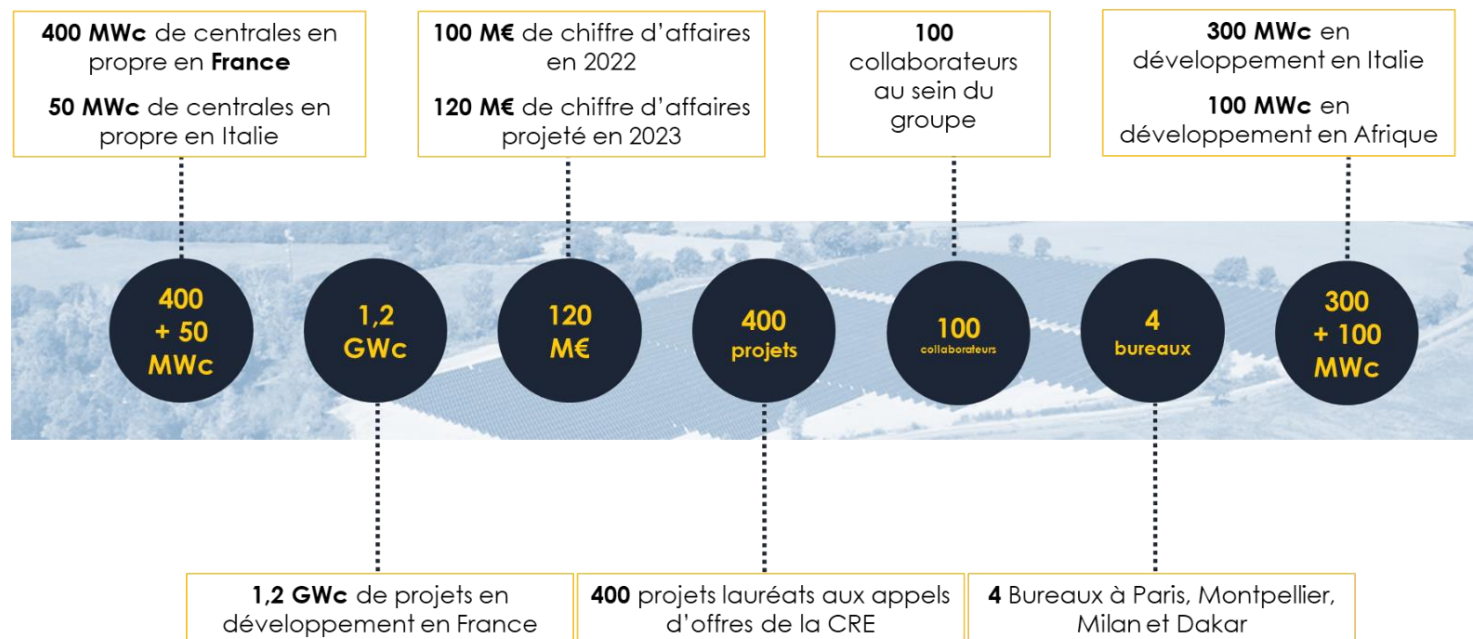 400 MWc de centrales en
propre en France
50 MWc de centrales en
propre en Italie
100 M€ de chiffre d’affaires
en 2022
120 M€ de chiffre d’affaires
projeté en 2023
100
collaborateurs
au sein du
groupe
300 MWc en
développement en Italie
100 MWc en
développement en Afrique
400
+ 50
MWc
1,2
GWc
120
M€
400
projets
100
collaborateurs
4
bureaux
300
+ 100
MWc
1,2 GWc de projets en
développement en France
400 projets lauréats aux appels
d’offres de la CRE
4 Bureaux à Paris, Montpellier,
Milan et Dakar